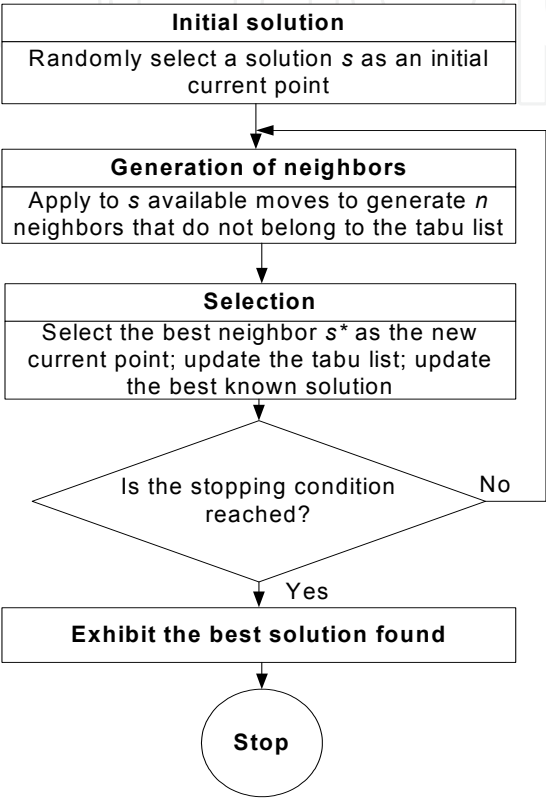 Initial solution
Randomly select a solution s as an initial
current point
Generation of neighbors
Apply to s available moves to generate n
neighbors that do not belong to the tabu list
Selection
Select the best neighbor s* as the new
current point; update the tabu list; update
the best known solution
Is the stopping condition
reached?
No
Yes
Exhibit the best solution found
Stop